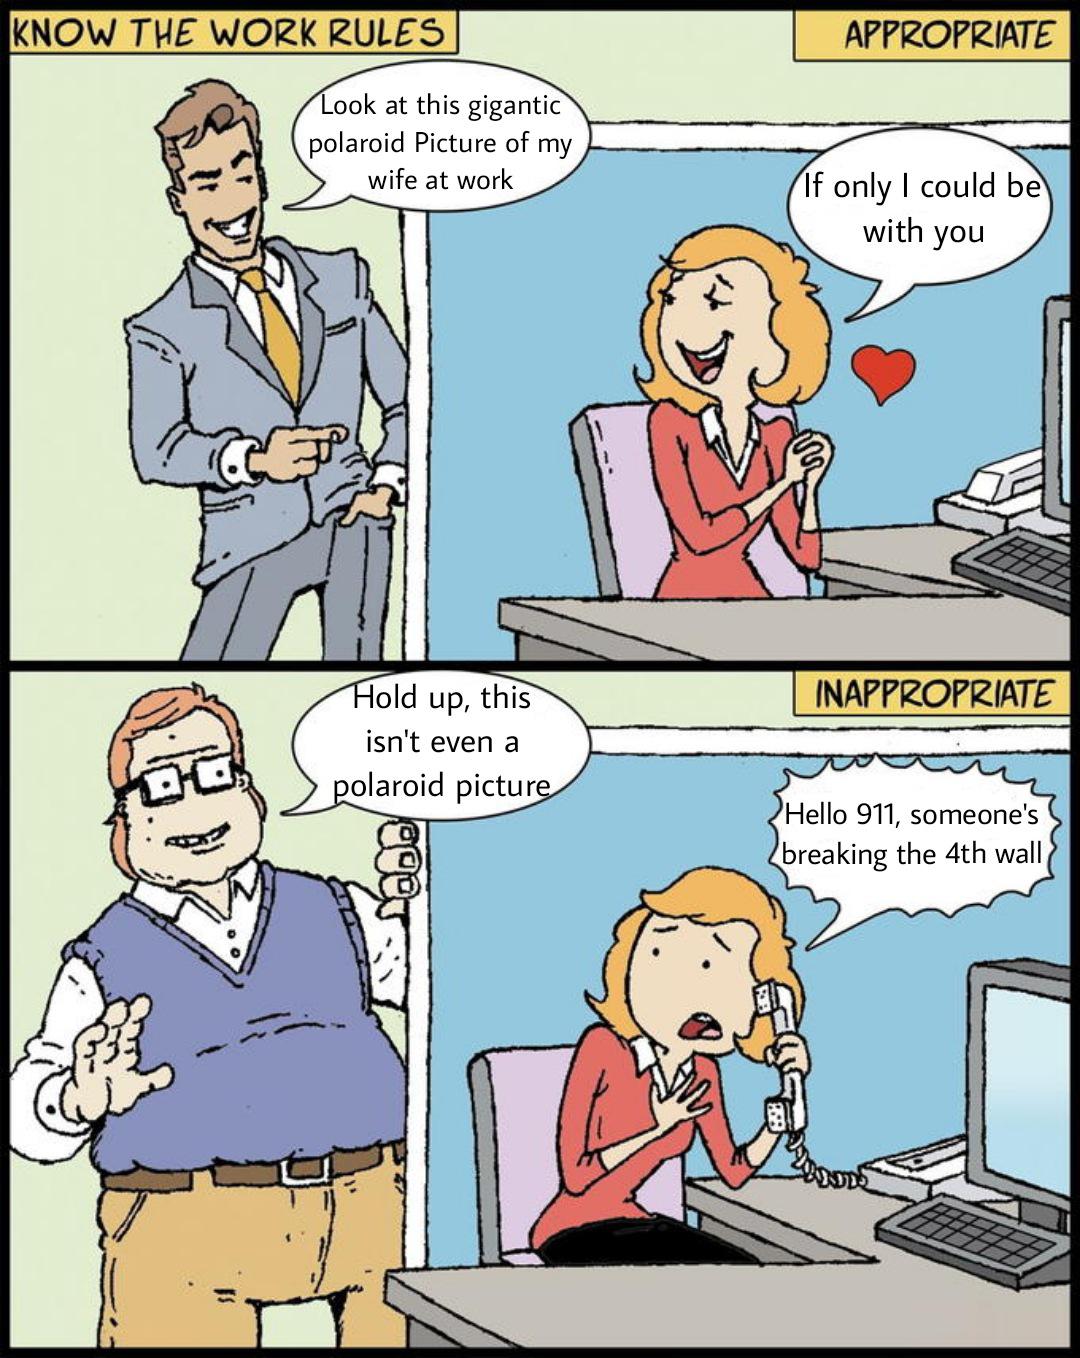 KNOW THE WORK RULES
APPROPRIATE
Look at this gigantic
polaroid Picture of my
wife at work
If only I could be
with you
INAPPROPRIATE
Hold up, this
isn't even a
polaroid picture
Hello 911, someone's
breaking the 4th wall